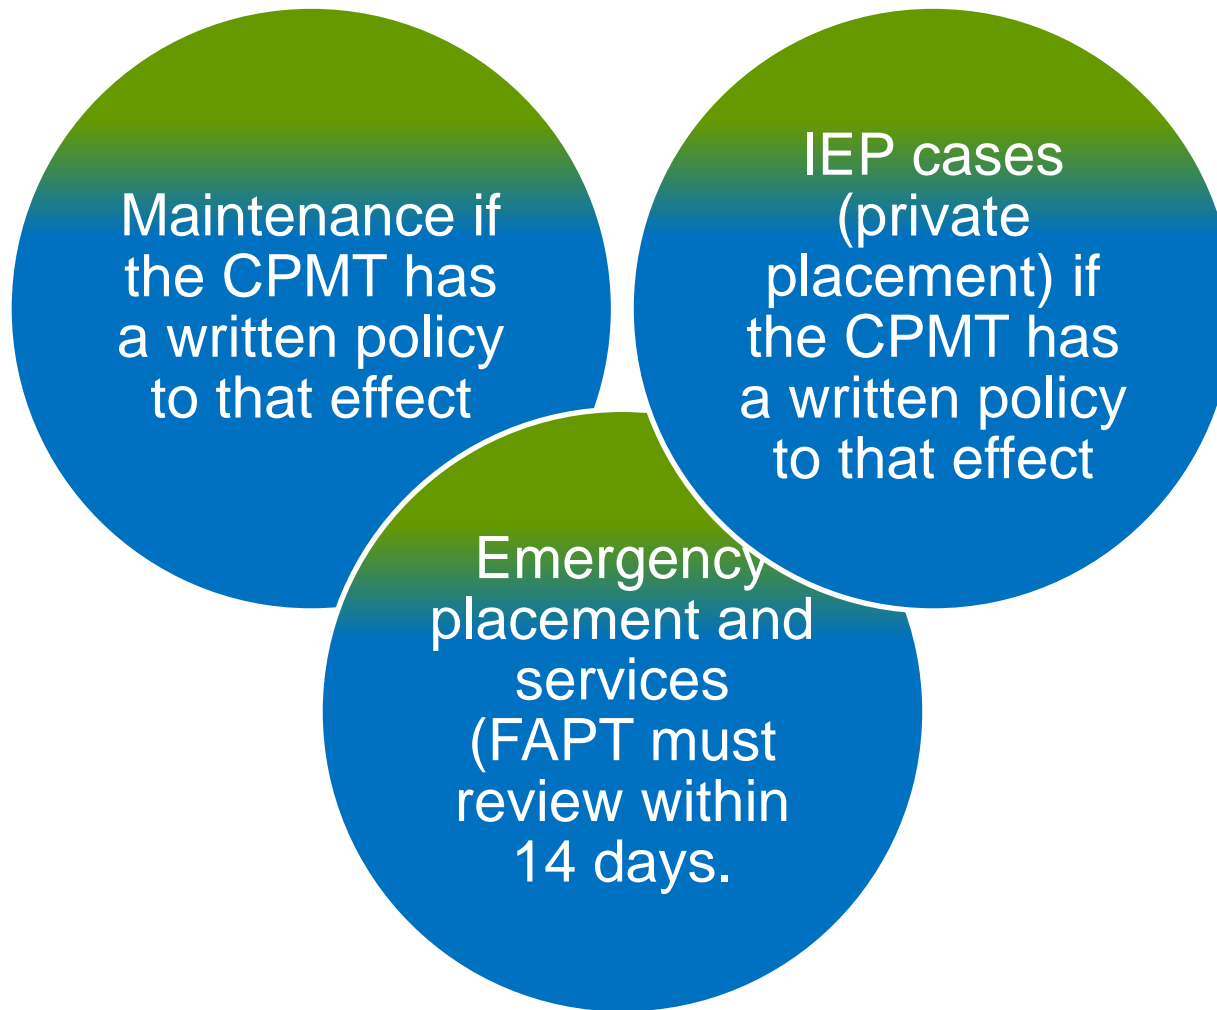 Maintenance if
the CPMT has
a written policy
to that effect
IEP cases
(private
placement) if
the CPMT has
a written policy
to that effect
Emergency
placement and
services
(FAPT must
review within
14 days.